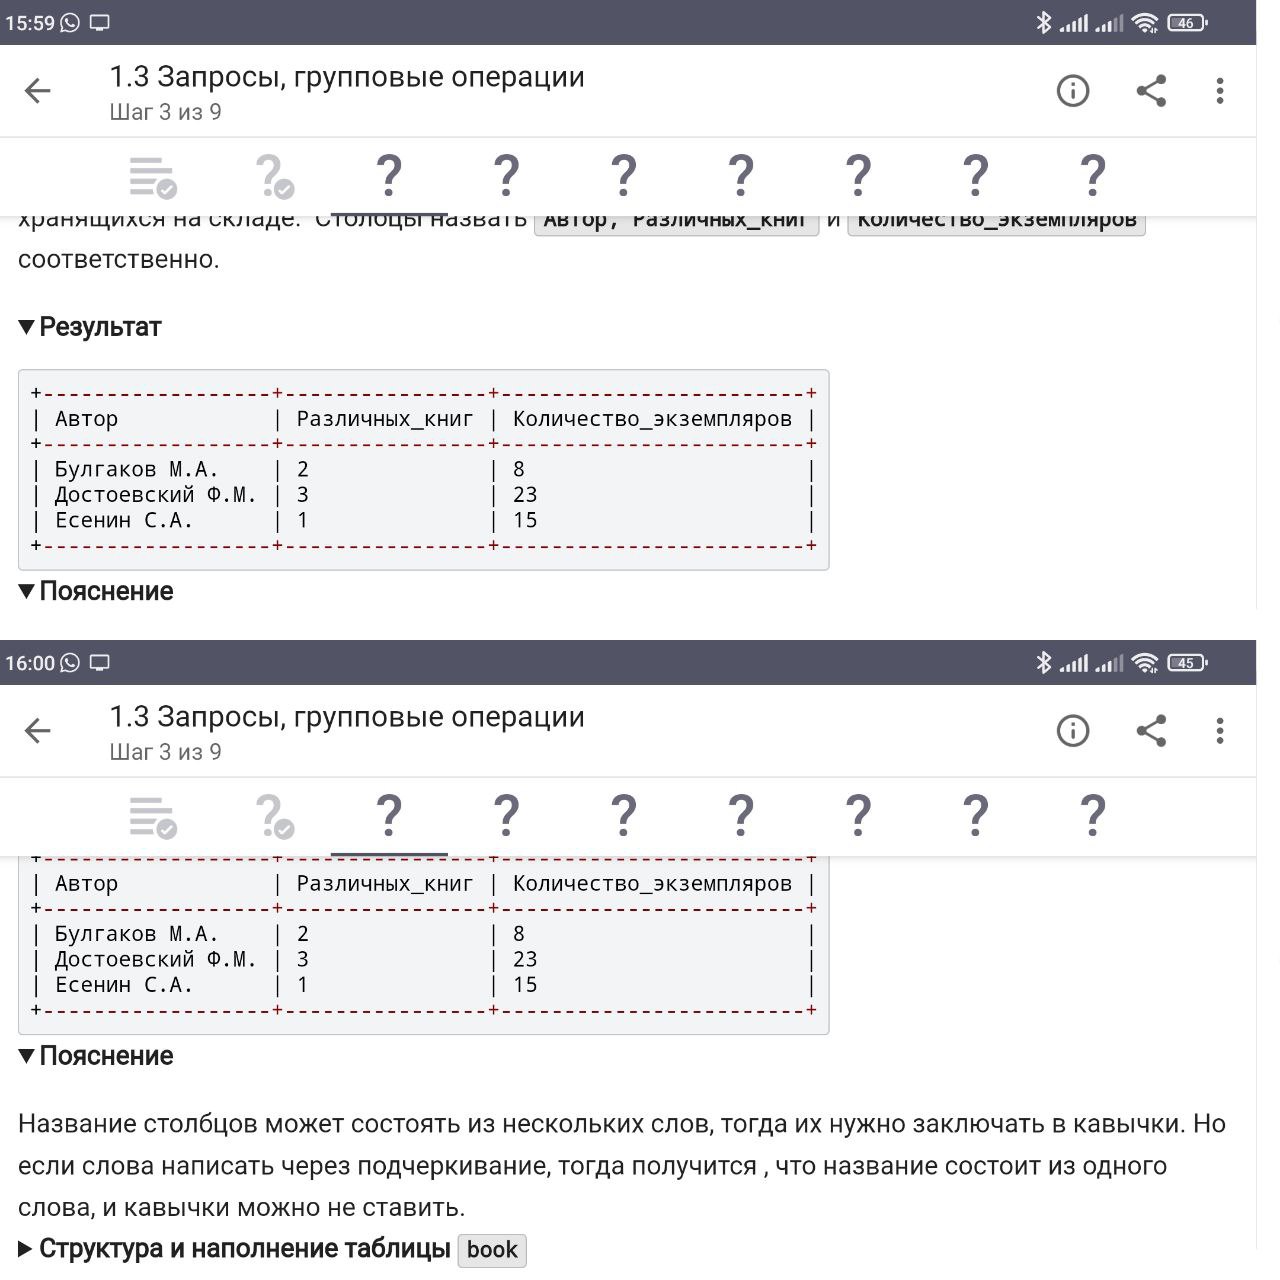 15:59 46
1.3 Запросы, групповые операции
Шаг 3 из 9
хранящихся на складе. Столбцы назвать Автор, Различных_книг и Количество_экземпляров
соответственно.
▼ Результат
+------------------+----------------+------------------------+
| Автор | Различных_книг | Количество_экземпляров |
+------------------+----------------+------------------------+
| Булгаков М.А. | 2 | 8 |
| Достоевский Ф.М. | 3 | 23 |
| Есенин С.А. | 1 | 15 |
+------------------+----------------+------------------------+
▼ Пояснение
16:00 45
1.3 Запросы, групповые операции
Шаг 3 из 9
+------------------+----------------+------------------------+
| Автор | Различных_книг | Количество_экземпляров |
+------------------+----------------+------------------------+
| Булгаков М.А. | 2 | 8 |
| Достоевский Ф.М. | 3 | 23 |
| Есенин С.А. | 1 | 15 |
+------------------+----------------+------------------------+
▼ Пояснение
Название столбцов может состоять из нескольких слов, тогда их нужно заключать в кавычки. Но
если слова написать через подчеркивание, тогда получится , что название состоит из одного
слова, и кавычки можно не ставить.
▶ Структура и наполнение таблицы book